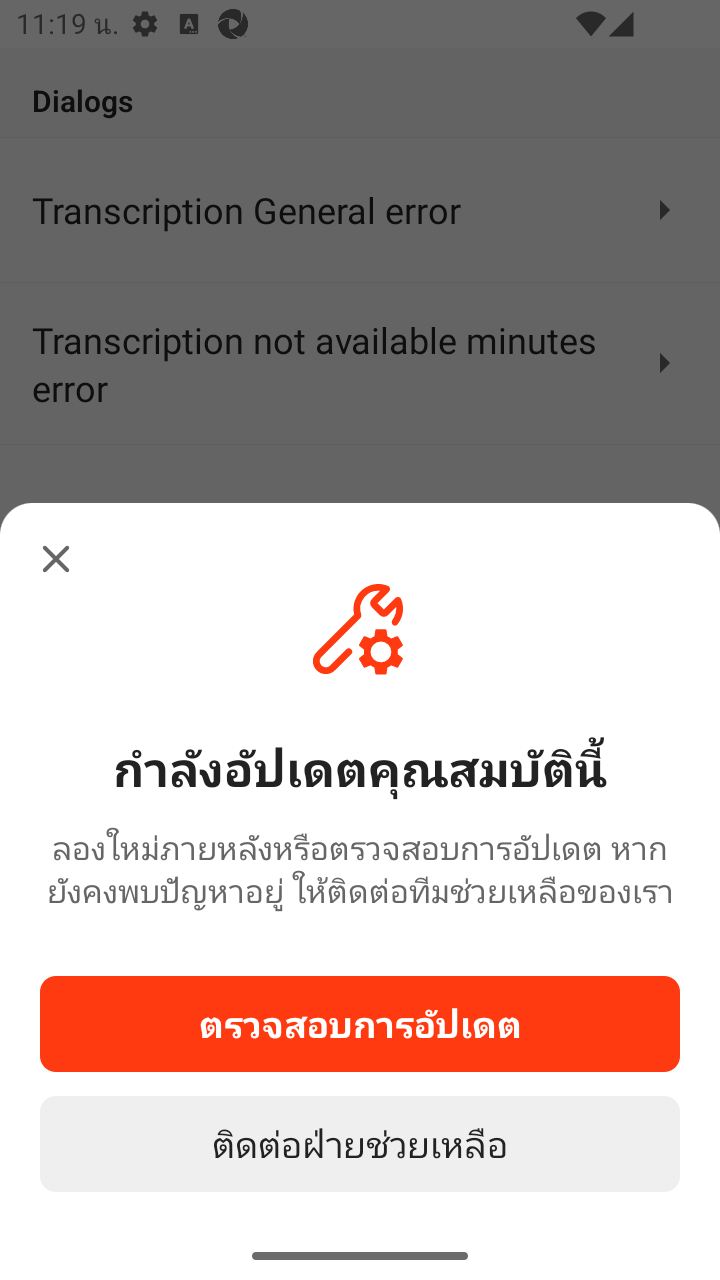 11:19 น.
Dialogs
Transcription General error
Transcription not available minutes
error
กำลังอัปเดตคุณสมบัตินี้
ลองใหม่ภายหลังหรือตรวจสอบการอัปเดต หาก
ยังคงพบปัญหาอยู่ ให้ติดต่อทีมช่วยเหลือของเรา
ตรวจสอบการอัปเดต
ติดต่อฝ่ายช่วยเหลือ